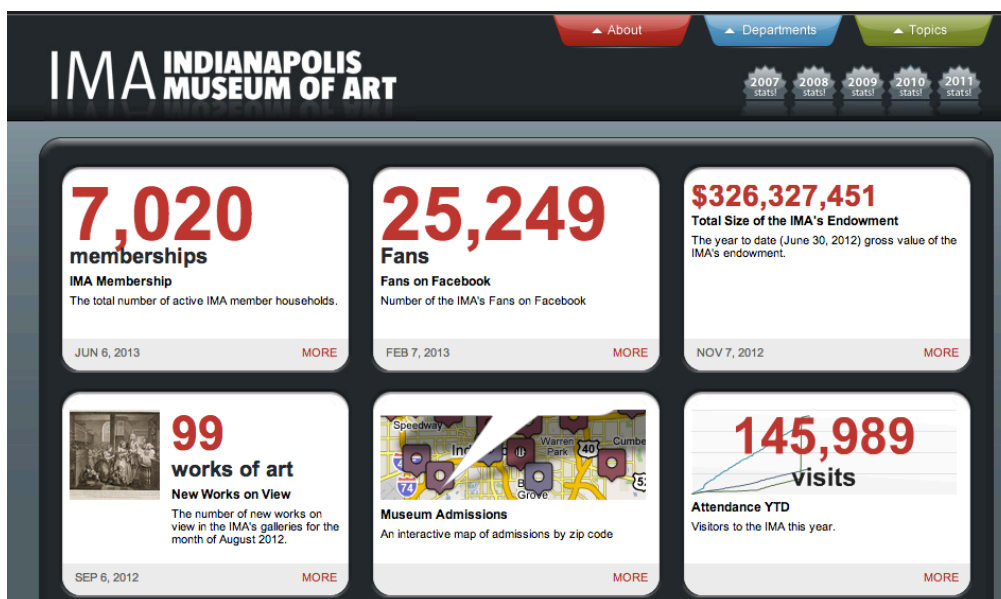 About
Departments
Topics
IMA INDIANAPOLIS
MUSEUM OF ART
2007
stats!
2008
stats!
2009
stats!
2010
stats!
2011
stats!
7,020
memberships
IMA Membership
The total number of active IMA member households.
JUN 6, 2013 MORE
25,249
Fans
Fans on Facebook
Number of the IMA's Fans on Facebook
FEB 7, 2013 MORE
$326,327,451
Total Size of the IMA's Endowment
The year to date (June 30, 2012) gross value of the
IMA's endowment.
NOV 7, 2012 MORE
99
works of art
New Works on View
The number of new works on
view in the IMA's galleries for the
month of August 2012.
SEP 6, 2012 MORE
Speedway
Warren
Park
40
Cumbe
74
Grove
Museum Admissions
An interactive map of admissions by zip code
MORE
145,989
visits
Attendance YTD
Visitors to the IMA this year.
MORE